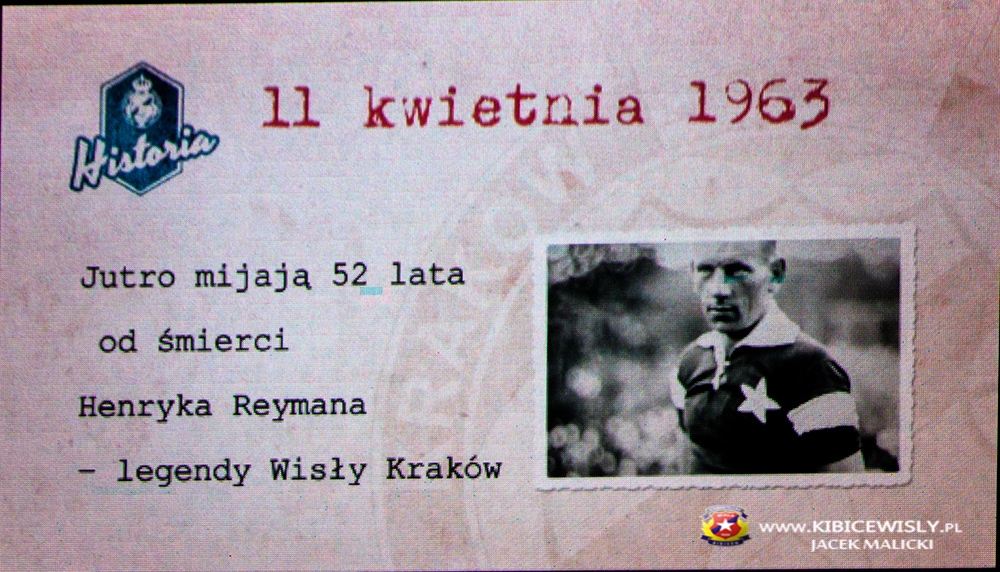 Historia
11 kwietnia 1963
Jutro mijają 52 lata
od śmierci
Henryka Reymana
– legendy Wisły Kraków
www.KIBICEWISLY.PL
JACEK MALICKI